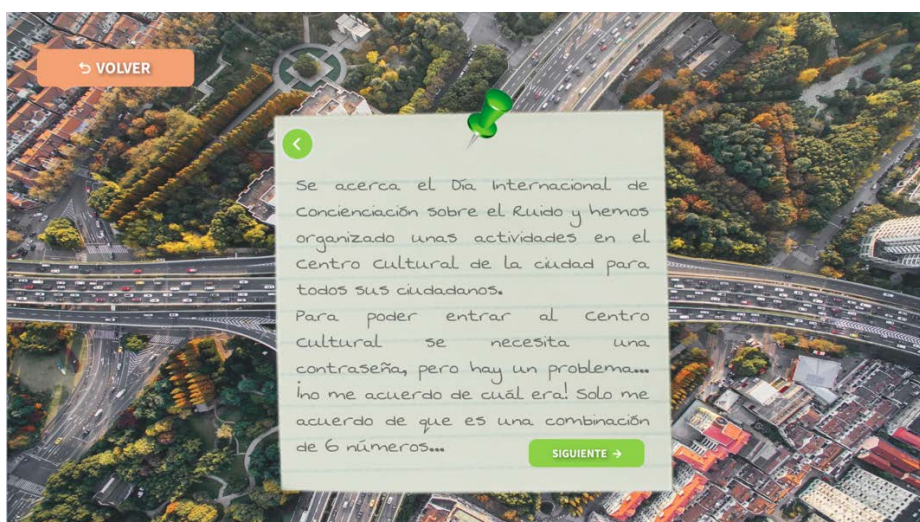 VOLVER
Se acerca el Día Internacional de
Concienciación sobre el Ruido y hemos
organizado unas actividades en el
Centro Cultural de la ciudad para
todos sus ciudadanos.
Para poder entrar al Centro
Cultural se necesita una
contraseña, pero hay un problema...
¡no me acuerdo de cuál era! Solo me
acuerdo de que es una combinación
de 6 números...
SIGUIENTE →